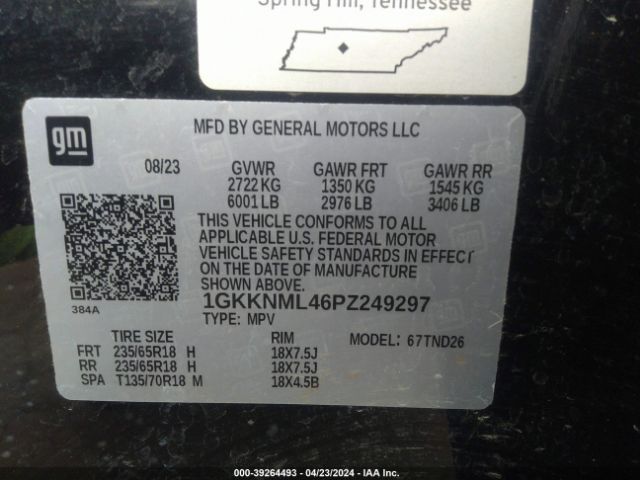 Spring Hill, Tennessee
gm
MFD BY GENERAL MOTORS LLC
08/23 GVWR GAWR FRT GAWR RR
2722 KG 1350 KG 1545 KG
6001 LB 2976 LB 3406 LB
THIS VEHICLE CONFORMS TO ALL
APPLICABLE U.S. FEDERAL MOTOR
VEHICLE SAFETY STANDARDS IN EFFECT
ON THE DATE OF MANUFACTURE
SHOWN ABOVE.
384A
1GKKNML46PZ249297
TYPE: MPV
TIRE SIZE RIM MODEL: 67TND26
FRT 235/65R18 H 18X7.5J
RR 235/65R18 H 18X7.5J
SPA T135/70R18 M 18X4.5B
000-39264493 - 04/23/2024 - IAA Inc.